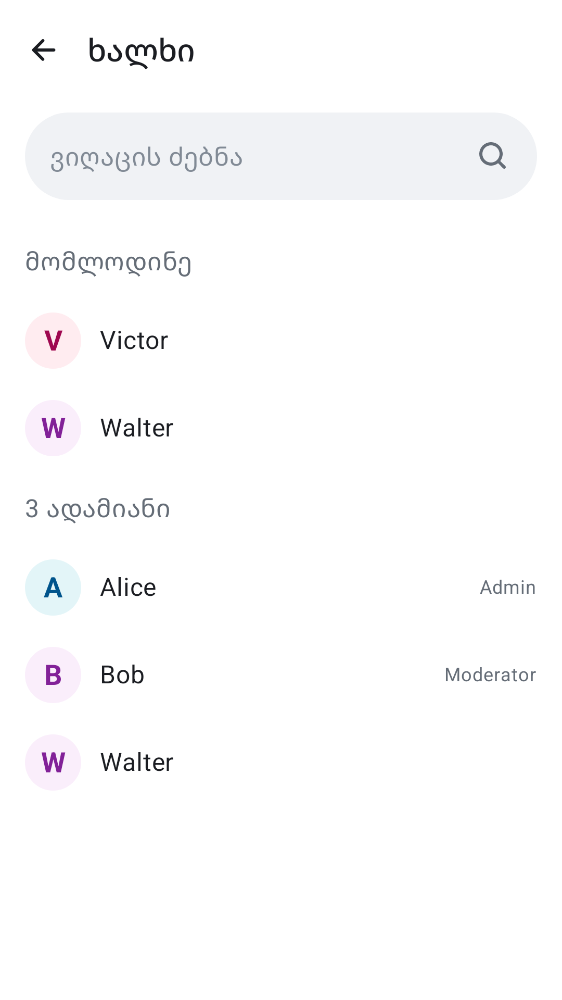 ხალხი
ვიღაცის ძებნა
მომლოდინე
V Victor
W Walter
3 ადამიანი
A Alice Admin
B Bob Moderator
W Walter